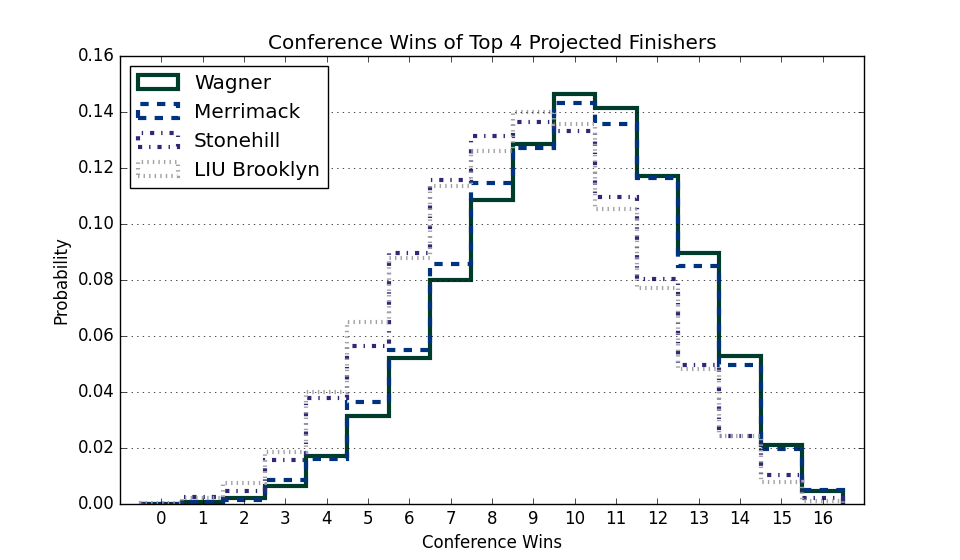 Conference Wins of Top 4 Projected Finishers
0.16
0.14
0.12
0.10
0.08
0.06
0.04
0.02
0.00
Probability
Wagner
Merrimack
Stonehill
LIU Brooklyn
0 1 2 3 4 5 6 7 8 9 10 11 12 13 14 15 16
Conference Wins